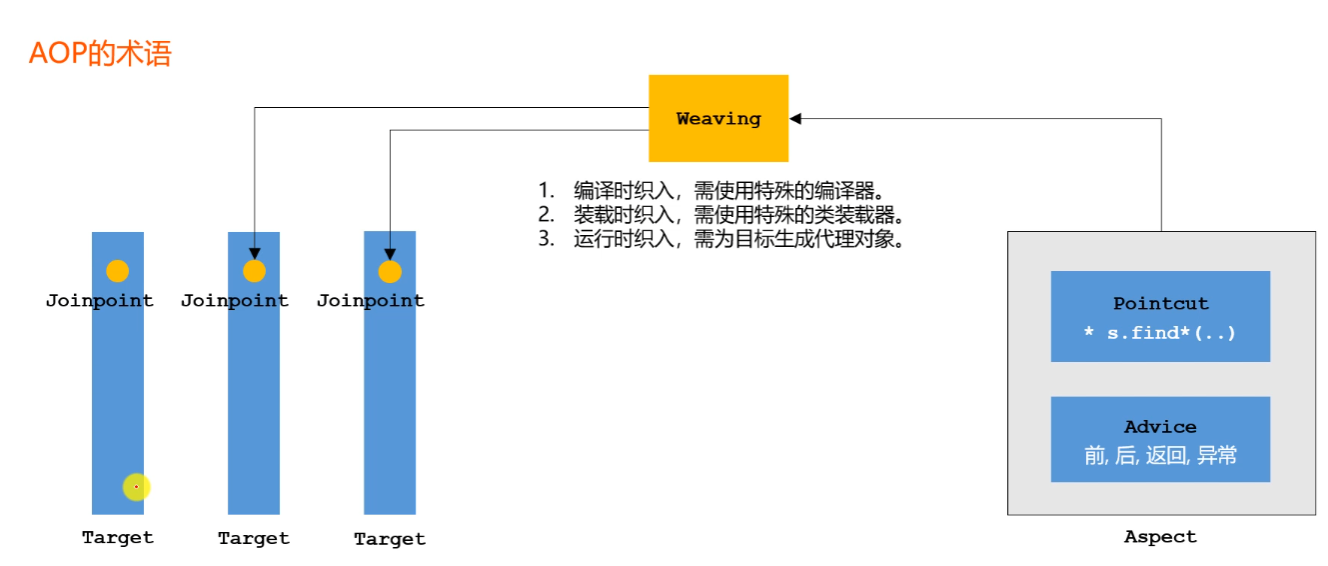 AOP的术语
Weaving
1. 编译时织入，需使用特殊的编译器。
2. 装载时织入，需使用特殊的类装载器。
3. 运行时织入，需为目标生成代理对象。
Joinpoint
Joinpoint
Joinpoint
Pointcut
* s.find*(..)
Advice
前, 后, 返回, 异常
Target
Target
Target
Aspect